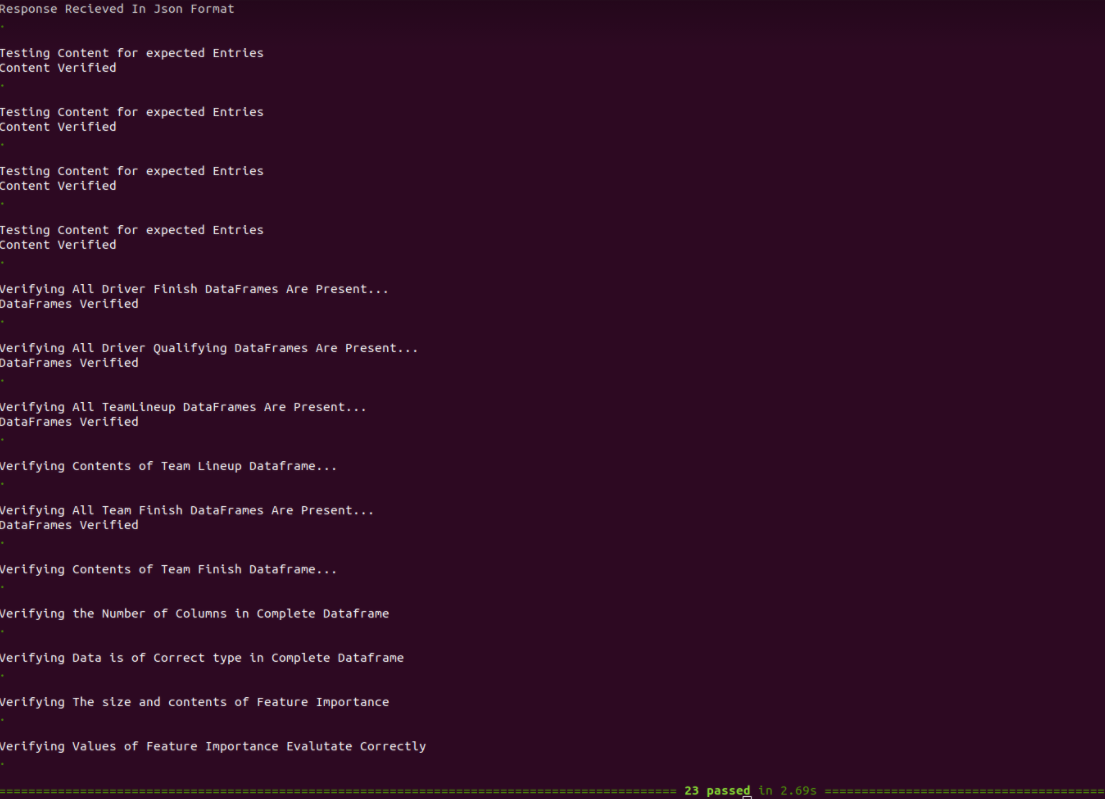 Response Recieved In Json Format
.
Testing Content for expected Entries
Content Verified
.
Testing Content for expected Entries
Content Verified
.
Testing Content for expected Entries
Content Verified
.
Testing Content for expected Entries
Content Verified
.
Verifying All Driver Finish DataFrames Are Present...
DataFrames Verified
.
Verifying All Driver Qualifying DataFrames Are Present...
DataFrames Verified
.
Verifying All TeamLineup DataFrames Are Present...
DataFrames Verified
.
Verifying Contents of Team Lineup Dataframe...
.
Verifying All Team Finish DataFrames Are Present...
DataFrames Verified
.
Verifying Contents of Team Finish Dataframe...
.
Verifying the Number of Columns in Complete Dataframe
.
Verifying Data is of Correct type in Complete Dataframe
.
Verifying The size and contents of Feature Importance
.
Verifying Values of Feature Importance Evalutate Correctly
.
============================================================================================ 23 passed in 2.69s ======================================